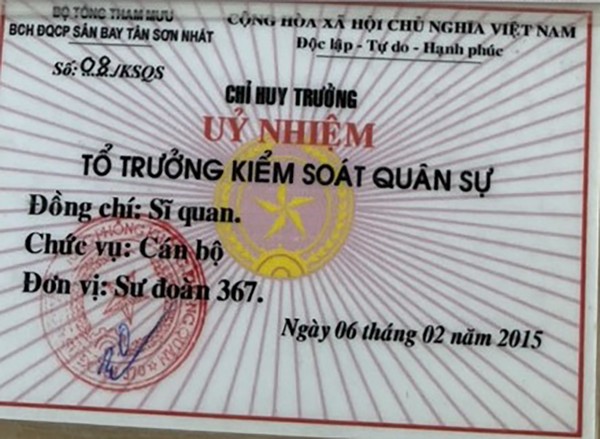 BỘ TỔNG THAM MƯU
BCH ĐQCP SÂN BAY TÂN SƠN NHẤT
CỘNG HÒA XÃ HỘI CHỦ NGHĨA VIỆT NAM
Độc lập - Tự do - Hạnh phúc
Số: 08/KSQS
CHỈ HUY TRƯỞNG
UỶ NHIỆM
TỔ TRƯỞNG KIỂM SOÁT QUÂN SỰ
Đồng chí: Sĩ quan.
Chức vụ: Cán bộ
Đơn vị: Sư đoàn 367.
Ngày 06 tháng 02 năm 2015